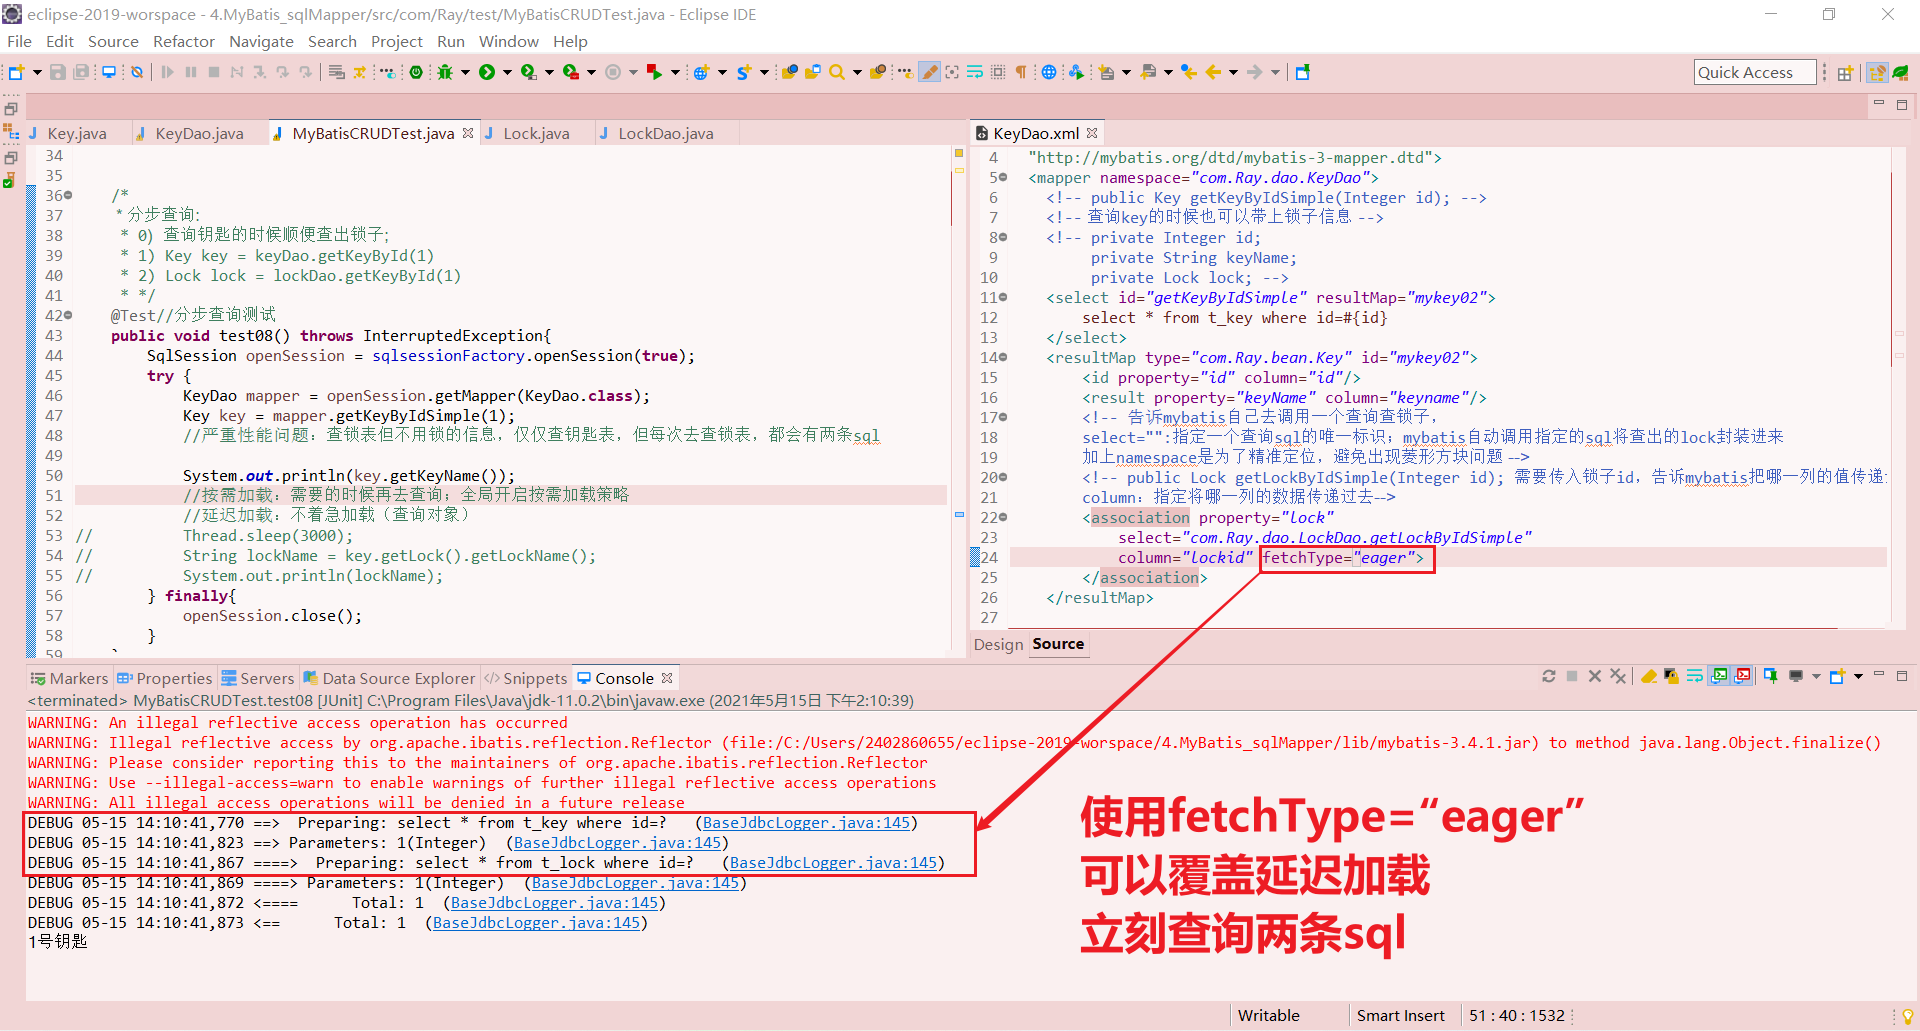 eclipse-2019-worspace - 4.MyBatis_sqlMapper/src/com/Ray/test/MyBatisCRUDTest.java - Eclipse IDE
File Edit Source Refactor Navigate Search Project Run Window Help
Quick Access
Key.java KeyDao.java MyBatisCRUDTest.java Lock.java LockDao.java
34
35
36 /*
37 * 分步查询:
38 * 0) 查询钥匙的时候顺便查出锁子;
39 * 1) Key key = keyDao.getKeyById(1)
40 * 2) Lock lock = lockDao.getKeyById(1)
41 * */
42 @Test//分步查询测试
43 public void test08() throws InterruptedException{
44 SqlSession openSession = sqlsessionFactory.openSession(true);
45 try {
46 KeyDao mapper = openSession.getMapper(KeyDao.class);
47 Key key = mapper.getKeyByIdSimple(1);
48 //严重性能问题：查锁表但不用锁的信息，仅仅查钥匙表，但每次去查锁表，都会有两条sql
49
50 System.out.println(key.getKeyName());
51 //按需加载：需要的时候再去查询；全局开启按需加载策略
52 //延迟加载：不着急加载（查询对象）
53 // Thread.sleep(3000);
54 // String lockName = key.getLock().getLockName();
55 // System.out.println(lockName);
56 } finally{
57 openSession.close();
58 }
59
KeyDao.xml
4 "http://mybatis.org/dtd/mybatis-3-mapper.dtd">
5 <mapper namespace="com.Ray.dao.KeyDao">
6 <!-- public Key getKeyByIdSimple(Integer id); -->
7 <!-- 查询key的时候也可以带上锁子信息 -->
8 <!-- private Integer id;
9 private String keyName;
10 private Lock lock; -->
11 <select id="getKeyByIdSimple" resultMap="mykey02">
12 select * from t_key where id=#{id}
13 </select>
14 <resultMap type="com.Ray.bean.Key" id="mykey02">
15 <id property="id" column="id"/>
16 <result property="keyName" column="keyname"/>
17 <!-- 告诉mybatis自己去调用一个查询查锁子，
18 select="":指定一个查询sql的唯一标识；mybatis自动调用指定的sql将查出的lock封装进来
19 加上namespace是为了精准定位，避免出现菱形方块问题 -->
20 <!-- public Lock getLockByIdSimple(Integer id); 需要传入锁子id，告诉mybatis把哪一列的值传递
21 column：指定将哪一列的数据传递过去-->
22 <association property="lock"
23 select="com.Ray.dao.LockDao.getLockByIdSimple"
24 column="lockid" fetchType="eager">
25 </association>
26 </resultMap>
27
Design Source
Markers Properties Servers Data Source Explorer Snippets Console
<terminated> MyBatisCRUDTest.test08 [JUnit] C:\Program Files\Java\jdk-11.0.2\bin\javaw.exe (2021年5月15日 下午2:10:39)
WARNING: An illegal reflective access operation has occurred
WARNING: Illegal reflective access by org.apache.ibatis.reflection.Reflector (file:/C:/Users/2402860655/eclipse-2019-worspace/4.MyBatis_sqlMapper/lib/mybatis-3.4.1.jar) to method java.lang.Object.finalize()
WARNING: Please consider reporting this to the maintainers of org.apache.ibatis.reflection.Reflector
WARNING: Use --illegal-access=warn to enable warnings of further illegal reflective access operations
WARNING: All illegal access operations will be denied in a future release
DEBUG 05-15 14:10:41,770 ==> Preparing: select * from t_key where id=? (BaseJdbcLogger.java:145)
DEBUG 05-15 14:10:41,823 ==> Parameters: 1(Integer) (BaseJdbcLogger.java:145)
DEBUG 05-15 14:10:41,867 ====> Preparing: select * from t_lock where id=? (BaseJdbcLogger.java:145)
DEBUG 05-15 14:10:41,869 ====> Parameters: 1(Integer) (BaseJdbcLogger.java:145)
DEBUG 05-15 14:10:41,872 <==== Total: 1 (BaseJdbcLogger.java:145)
DEBUG 05-15 14:10:41,873 <== Total: 1 (BaseJdbcLogger.java:145)
1号钥匙
使用fetchType=“eager”
可以覆盖延迟加载
立刻查询两条sql
Writable Smart Insert 51 : 40 : 1532